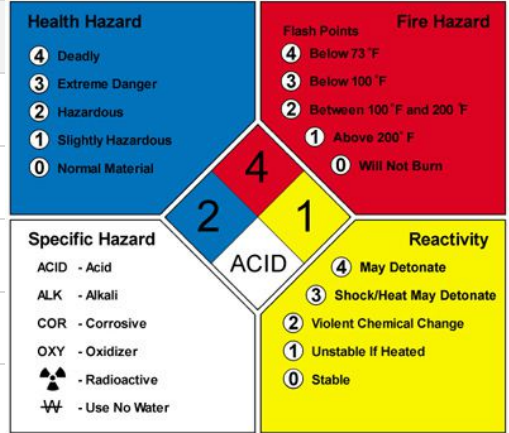 Health Hazard
4 Deadly
3 Extreme Danger
2 Hazardous
1 Slightly Hazardous
0 Normal Material
Fire Hazard
Flash Points
4 Below 73 °F
3 Below 100 °F
2 Between 100 °F and 200 °F
1 Above 200° F
0 Will Not Burn
4
2
1
ACID
Specific Hazard
ACID - Acid
ALK - Alkali
COR - Corrosive
OXY - Oxidizer
☢ - Radioactive
W̶ - Use No Water
Reactivity
4 May Detonate
3 Shock/Heat May Detonate
2 Violent Chemical Change
1 Unstable If Heated
0 Stable